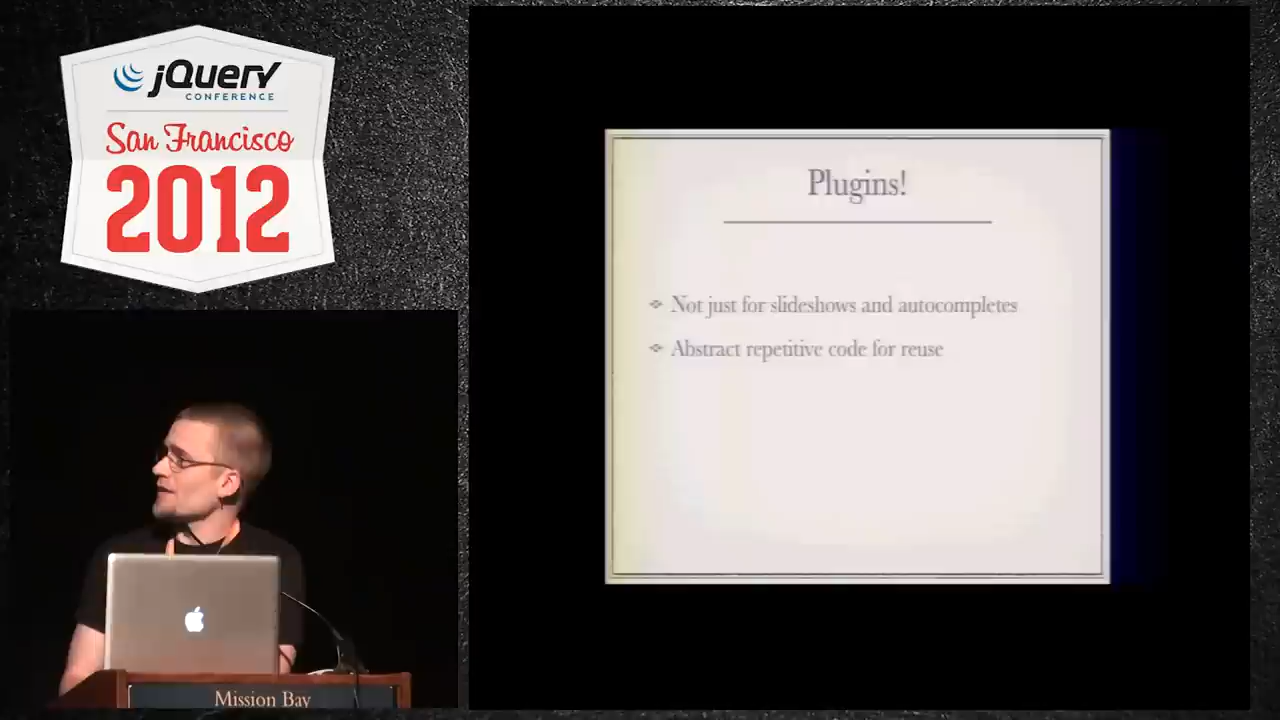 jQuery
CONFERENCE
San Francisco
2012
Plugins!
Not just for slideshows and autocompletes
Abstract repetitive code for reuse
Mission Bay